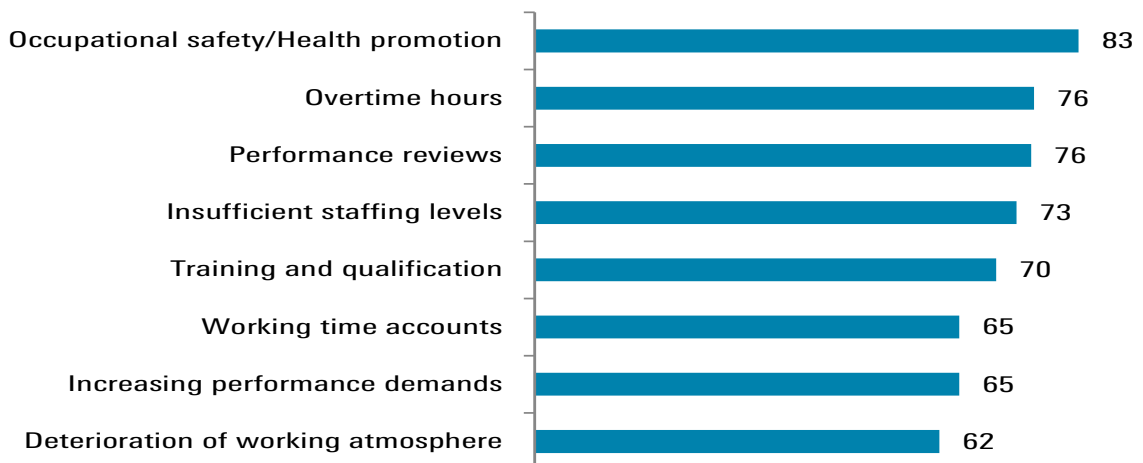 Occupational safety/Health promotion 83
Overtime hours 76
Performance reviews 76
Insufficient staffing levels 73
Training and qualification 70
Working time accounts 65
Increasing performance demands 65
Deterioration of working atmosphere 62